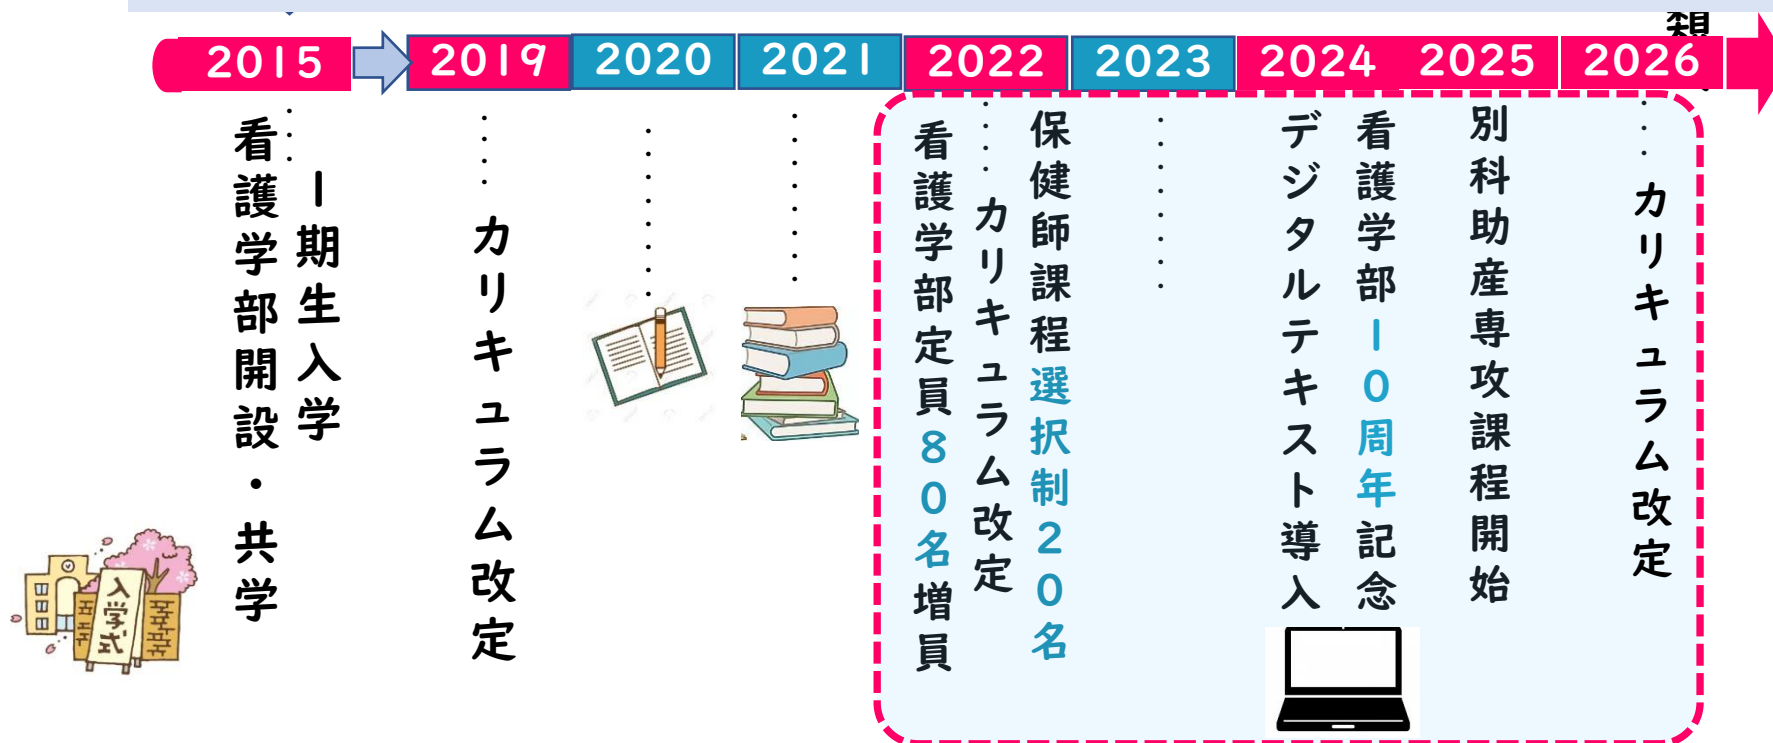 類
2015
2019
2020
2021
2022
2023
2024
2025
2026
看護学部開設・共学
1期生入学
カリキュラム改定
看護学部定員80名増員
カリキュラム改定
保健師課程選択制20名
デジタルテキスト導入
看護学部10周年記念
別科助産専攻課程開始
カリキュラム改定
入学式